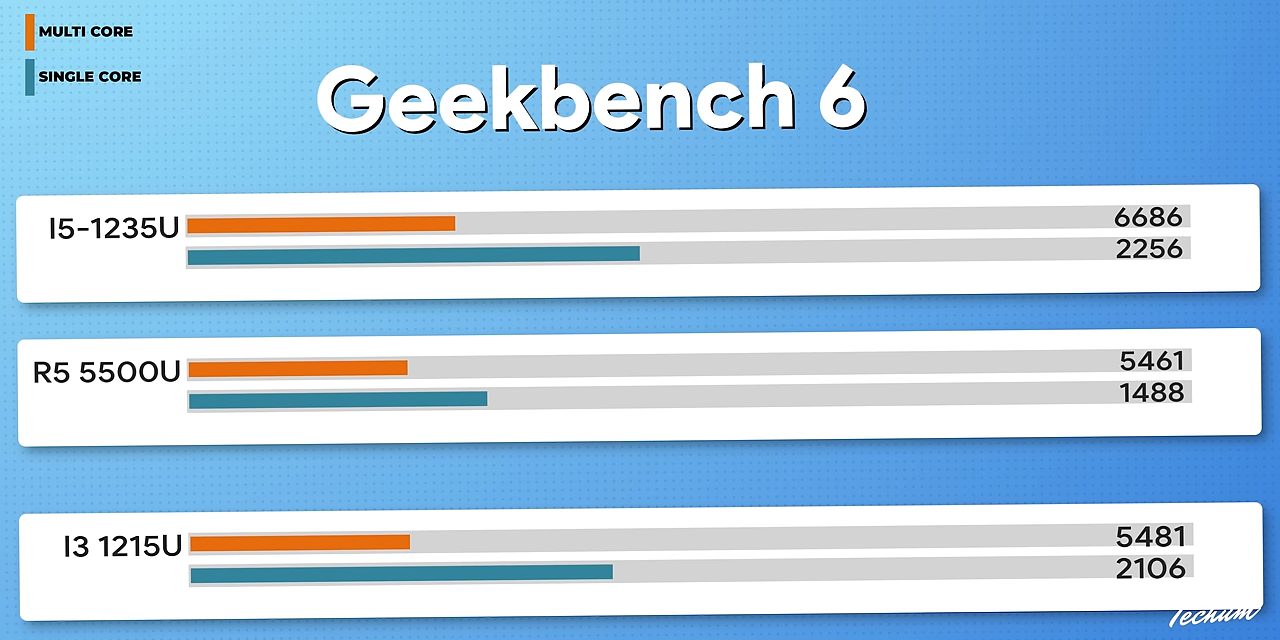 MULTI CORE
SINGLE CORE
Geekbench 6
I5-1235U
6686
2256
R5 5500U
5461
1488
I3 1215U
5481
2106
Techum